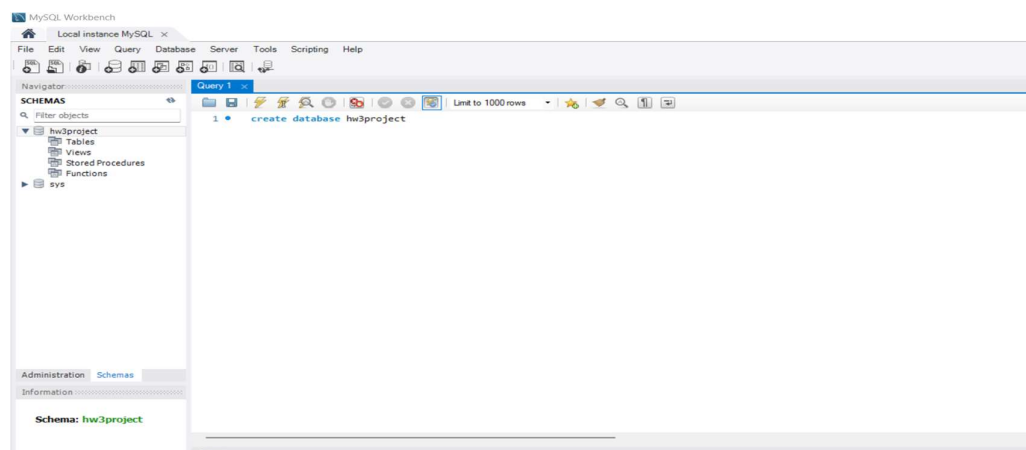 MySQL Workbench
Local instance MySQL ×
File Edit View Query Database Server Tools Scripting Help
Navigator
Query 1 ×
SCHEMAS
Limit to 1000 rows
Filter objects
1 • create database hw3project
hw3project
Tables
Views
Stored Procedures
Functions
sys
Administration Schemas
Information
Schema: hw3project